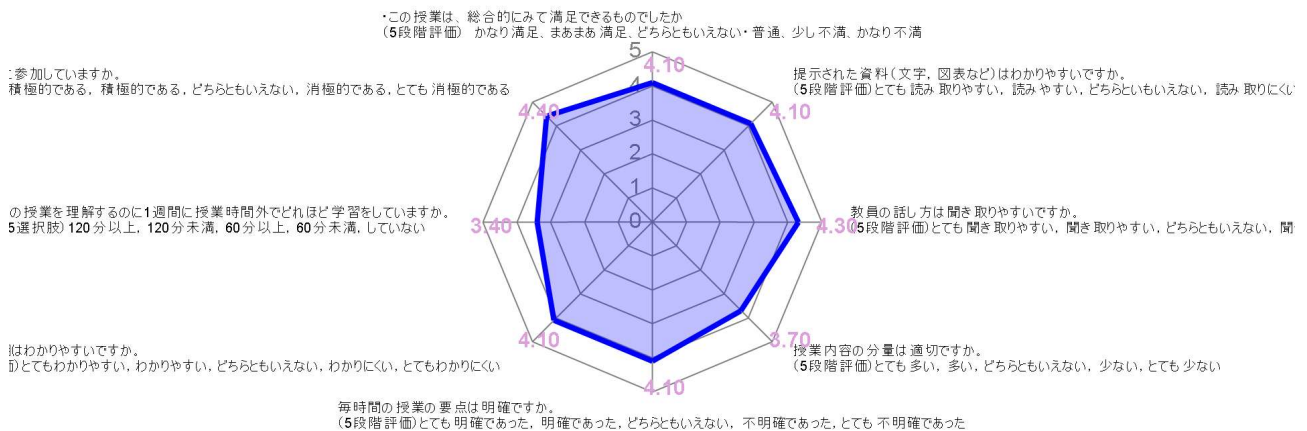 ・この授業は、総合的にみて満足できるものでしたか
(5段階評価) かなり満足、まあまあ満足、どちらともいえない・普通、少し不満、かなり不満
5
4.10
提示された資料(文字，図表など)はわかりやすいですか。
(5段階評価)とても読み取りやすい，読みやすい，どちらといもいえない，読み取りにくい
4.10
教員の話し方は聞き取りやすいですか。
(5段階評価)とても聞き取りやすい，聞き取りやすい，どちらともいえない，聞
4.30
授業内容の分量は適切ですか。
(5段階評価)とても多い，多い，どちらともいえない，少ない，とても少ない
3.70
4.10
毎時間の授業の要点は明確ですか。
(5段階評価)とても明確であった，明確であった，どちらともいえない，不明確であった，とても不明確であった
4.10
はわかりやすいですか。
)とてもわかりやすい，わかりやすい，どちらともいえない，わかりにくい，とてもわかりにくい
3.40
の授業を理解するのに1週間に授業時間外でどれほど学習をしていますか。
5選択肢)120分以上，120分未満，60分以上，60分未満，していない
4.40
に参加していますか。
積極的である，積極的である，どちらともいえない，消極的である，とても消極的である
4
3
2
1
0